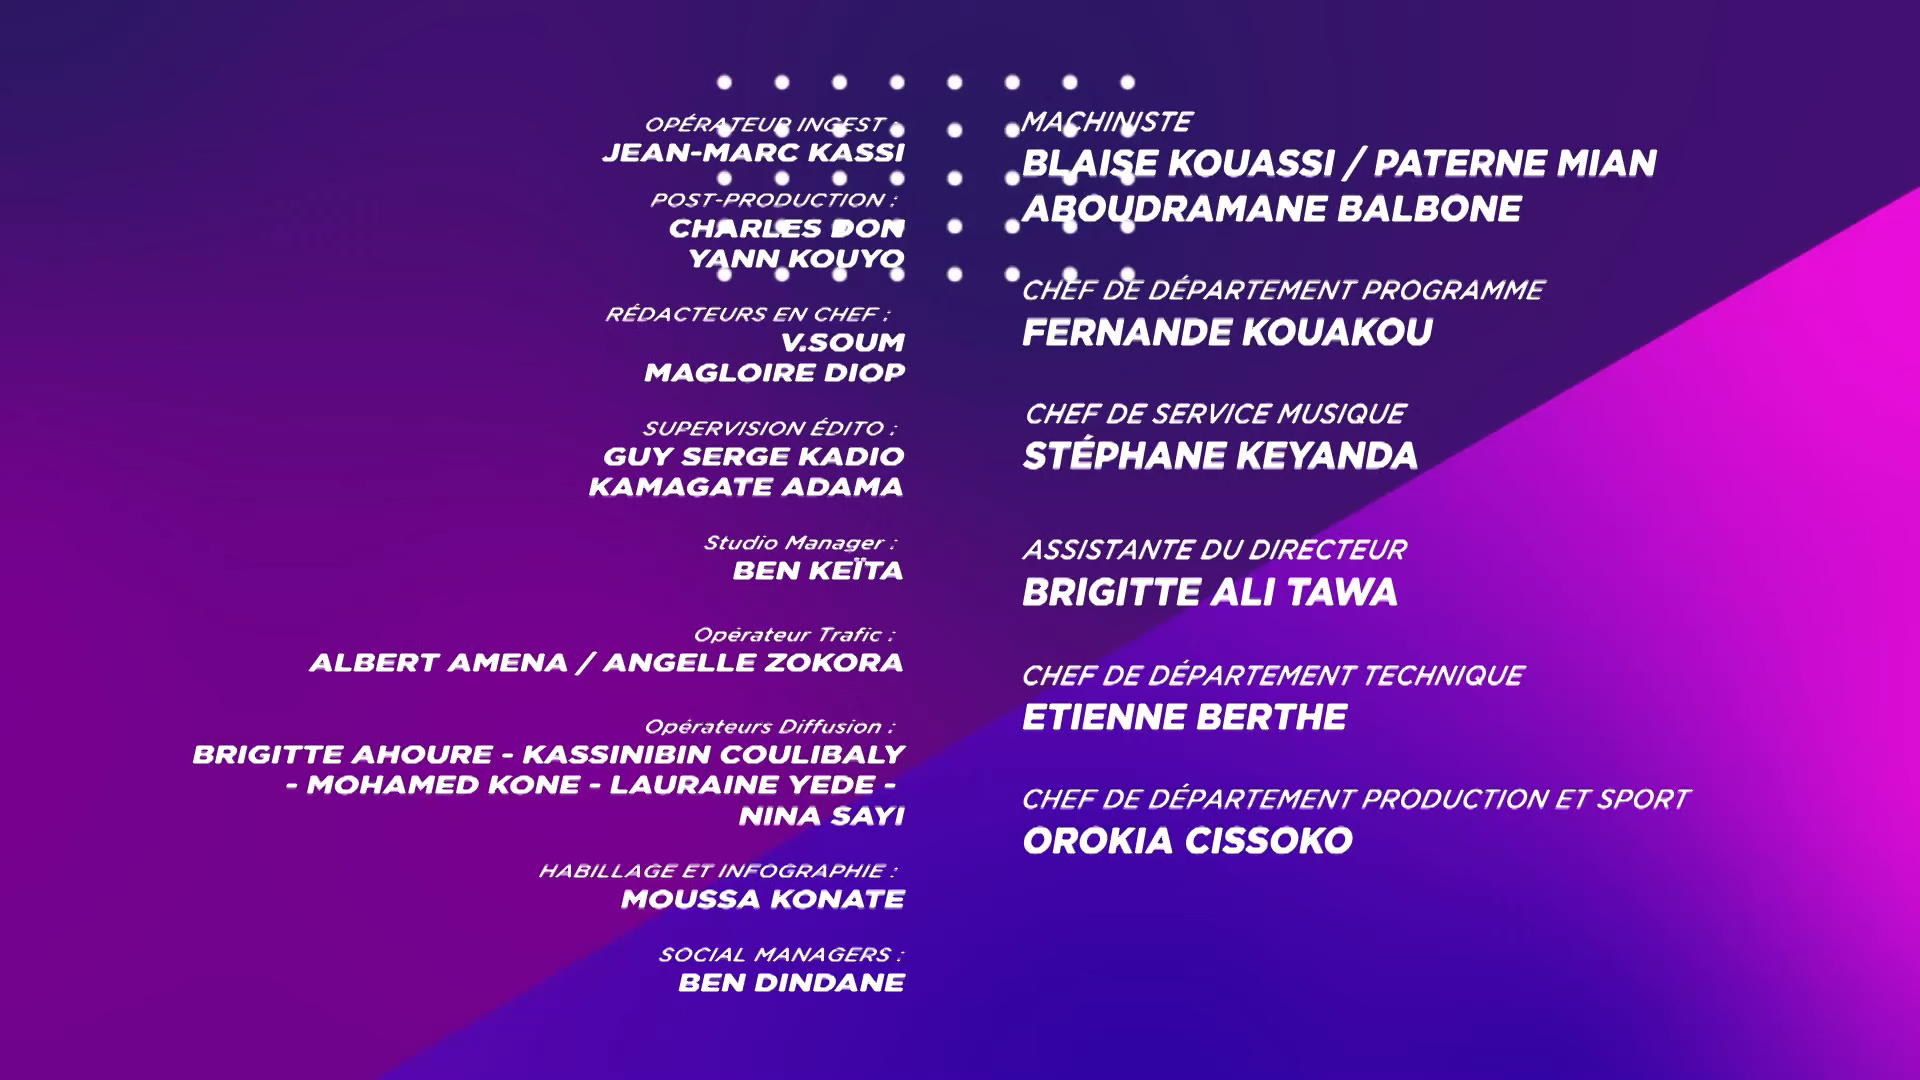 OPÉRATEUR INGEST :
JEAN-MARC KASSI
POST-PRODUCTION :
CHARLES DON
YANN KOUYO
RÉDACTEURS EN CHEF :
V.SOUM
MAGLOIRE DIOP
SUPERVISION ÉDITO :
GUY SERGE KADIO
KAMAGATE ADAMA
Studio Manager :
BEN KEÏTA
Opérateur Trafic :
ALBERT AMENA / ANGELLE ZOKORA
Opérateurs Diffusion :
BRIGITTE AHOURE - KASSINIBIN COULIBALY
- MOHAMED KONE - LAURAINE YEDE -
NINA SAYI
HABILLAGE ET INFOGRAPHIE :
MOUSSA KONATE
SOCIAL MANAGERS :
BEN DINDANE
MACHINISTE
BLAISE KOUASSI / PATERNE MIAN
ABOUDRAMANE BALBONE
CHEF DE DÉPARTEMENT PROGRAMME
FERNANDE KOUAKOU
CHEF DE SERVICE MUSIQUE
STÉPHANE KEYANDA
ASSISTANTE DU DIRECTEUR
BRIGITTE ALI TAWA
CHEF DE DÉPARTEMENT TECHNIQUE
ETIENNE BERTHE
CHEF DE DÉPARTEMENT PRODUCTION ET SPORT
OROKIA CISSOKO